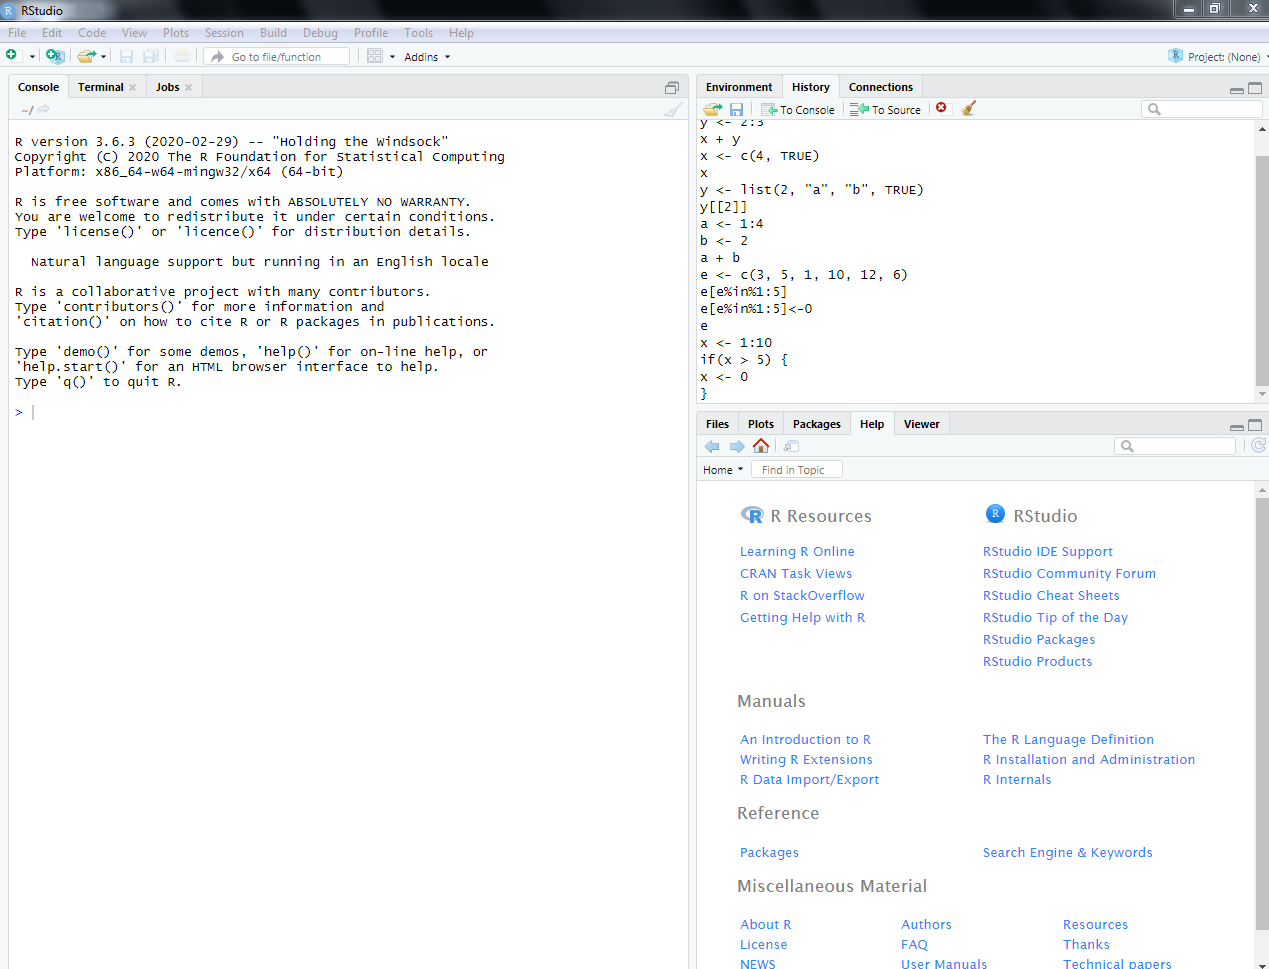 RStudio
File Edit Code View Plots Session Build Debug Profile Tools Help
Go to file/function Addins Project: (None)
Console Terminal Jobs
~/
R version 3.6.3 (2020-02-29) -- "Holding the Windsock"
Copyright (C) 2020 The R Foundation for Statistical Computing
Platform: x86_64-w64-mingw32/x64 (64-bit)
R is free software and comes with ABSOLUTELY NO WARRANTY.
You are welcome to redistribute it under certain conditions.
Type 'license()' or 'licence()' for distribution details.
Natural language support but running in an English locale
R is a collaborative project with many contributors.
Type 'contributors()' for more information and
'citation()' on how to cite R or R packages in publications.
Type 'demo()' for some demos, 'help()' for on-line help, or
'help.start()' for an HTML browser interface to help.
Type 'q()' to quit R.
>
Environment History Connections
To Console To Source
y <- 2:3
x + y
x <- c(4, TRUE)
x
y <- list(2, "a", "b", TRUE)
y[[2]]
a <- 1:4
b <- 2
a + b
e <- c(3, 5, 1, 10, 12, 6)
e[e%in%1:5]
e[e%in%1:5]<-0
e
x <- 1:10
if(x > 5) {
x <- 0
}
Files Plots Packages Help Viewer
Home Find in Topic
R Resources
Learning R Online
CRAN Task Views
R on StackOverflow
Getting Help with R
R RStudio
RStudio IDE Support
RStudio Community Forum
RStudio Cheat Sheets
RStudio Tip of the Day
RStudio Packages
RStudio Products
Manuals
An Introduction to R The R Language Definition
Writing R Extensions R Installation and Administration
R Data Import/Export R Internals
Reference
Packages Search Engine & Keywords
Miscellaneous Material
About R Authors Resources
License FAQ Thanks
NEWS User Manuals Technical papers